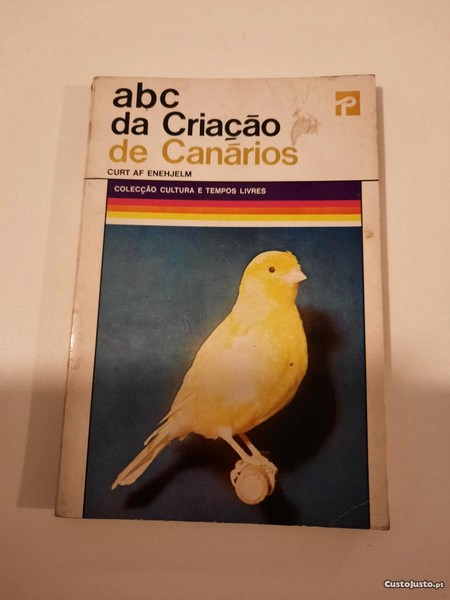 abc
da Criação
de Canários
CURT AF ENEHJELM
COLECÇÃO CULTURA E TEMPOS LIVRES
CustoJusto.pt